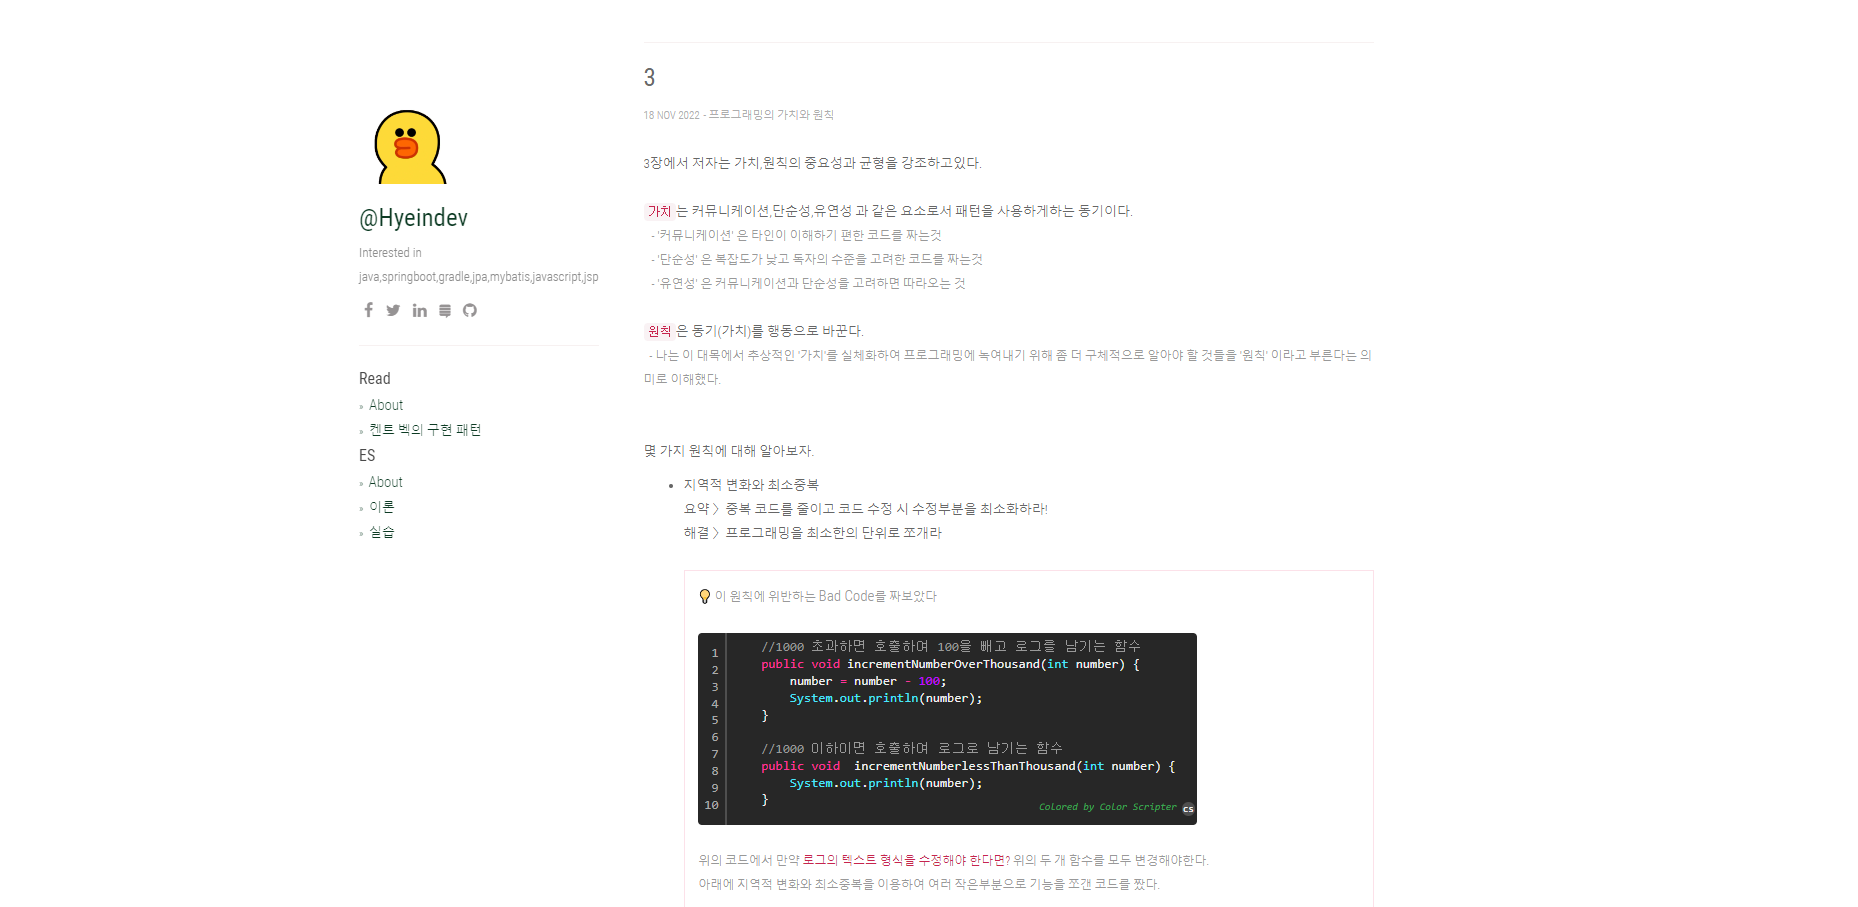 @Hyeindev
Interested in
java,springboot,gradle,jpa,mybatis,javascript,jsp
Read
» About
» 켄트 벡의 구현 패턴
ES
» About
» 이론
» 실습
3
18 NOV 2022 - 프로그래밍의 가치와 원칙
3장에서 저자는 가치,원칙의 중요성과 균형을 강조하고있다.
가치는 커뮤니케이션,단순성,유연성 과 같은 요소로서 패턴을 사용하게하는 동기이다.
- '커뮤니케이션' 은 타인이 이해하기 편한 코드를 짜는것
- '단순성' 은 복잡도가 낮고 독자의 수준을 고려한 코드를 짜는것
- '유연성' 은 커뮤니케이션과 단순성을 고려하면 따라오는 것
원칙은 동기(가치)를 행동으로 바꾼다.
- 나는 이 대목에서 추상적인 '가치'를 실체화하여 프로그래밍에 녹여내기 위해 좀 더 구체적으로 알아야 할 것들을 '원칙' 이라고 부른다는 의
미로 이해했다.
몇 가지 원칙에 대해 알아보자.
• 지역적 변화와 최소중복
요약 〉 중복 코드를 줄이고 코드 수정 시 수정부분을 최소화하라!
해결 〉 프로그래밍을 최소한의 단위로 쪼개라
💡 이 원칙에 위반하는 Bad Code를 짜보았다
1 //1000 초과하면 호출하여 100을 빼고 로그를 남기는 함수
2 public void incrementNumberOverThousand(int number) {
3 number = number - 100;
4 System.out.println(number);
5 }
6
7 //1000 이하이면 호출하여 로그로 남기는 함수
8 public void  incrementNumberlessThanThousand(int number) {
9 System.out.println(number);
10 }
Colored by Color Scripter cs
위의 코드에서 만약 로그의 텍스트 형식을 수정해야 한다면? 위의 두 개 함수를 모두 변경해야한다.
아래에 지역적 변화와 최소중복을 이용하여 여러 작은부분으로 기능을 쪼갠 코드를 짰다.